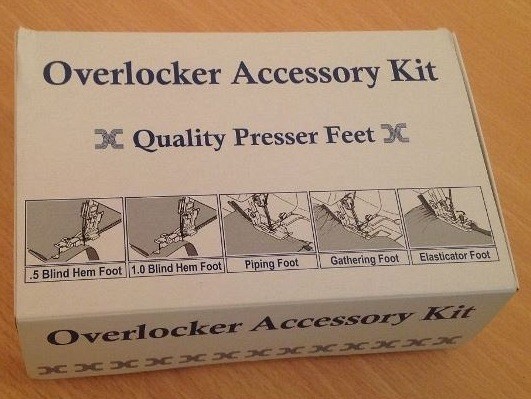 Overlocker Accessory Kit
Quality Presser Feet
.5 Blind Hem Foot
1.0 Blind Hem Foot
Piping Foot
Gathering Foot
Elasticator Foot
Overlocker Accessory Kit